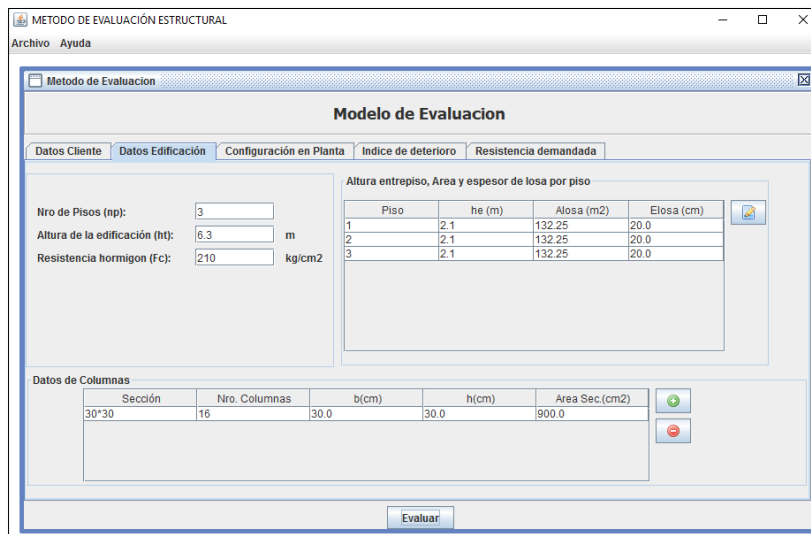 METODO DE EVALUACIÓN ESTRUCTURAL
Archivo Ayuda
Metodo de Evaluacion
Modelo de Evaluacion
Datos Cliente Datos Edificación Configuración en Planta Indice de deterioro Resistencia demandada
Nro de Pisos (np): 3
Altura de la edificación (ht): 6.3 m
Resistencia hormigon (Fc): 210 kg/cm2
Altura entrepiso, Area y espesor de losa por piso
Piso he (m) Alosa (m2) Elosa (cm)
1 2.1 132.25 20.0
2 2.1 132.25 20.0
3 2.1 132.25 20.0
Datos de Columnas
Sección Nro. Columnas b(cm) h(cm) Area Sec.(cm2)
30*30 16 30.0 30.0 900.0
Evaluar